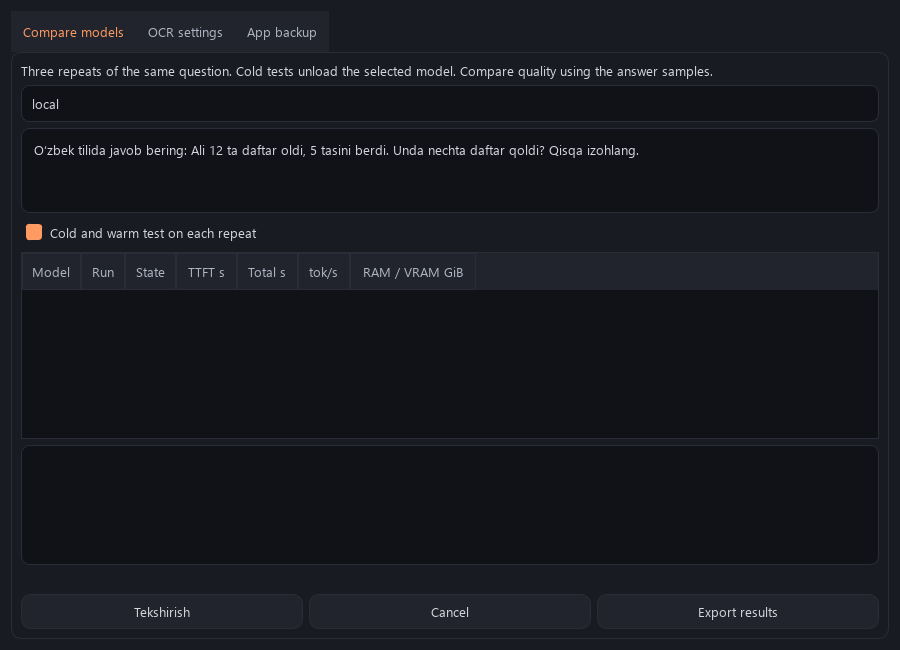 Compare models OCR settings App backup
Three repeats of the same question. Cold tests unload the selected model. Compare quality using the answer samples.
local
O‘zbek tilida javob bering: Ali 12 ta daftar oldi, 5 tasini berdi. Unda nechta daftar qoldi? Qisqa izohlang.
Cold and warm test on each repeat
Model Run State TTFT s Total s tok/s RAM / VRAM GiB
Tekshirish Cancel Export results